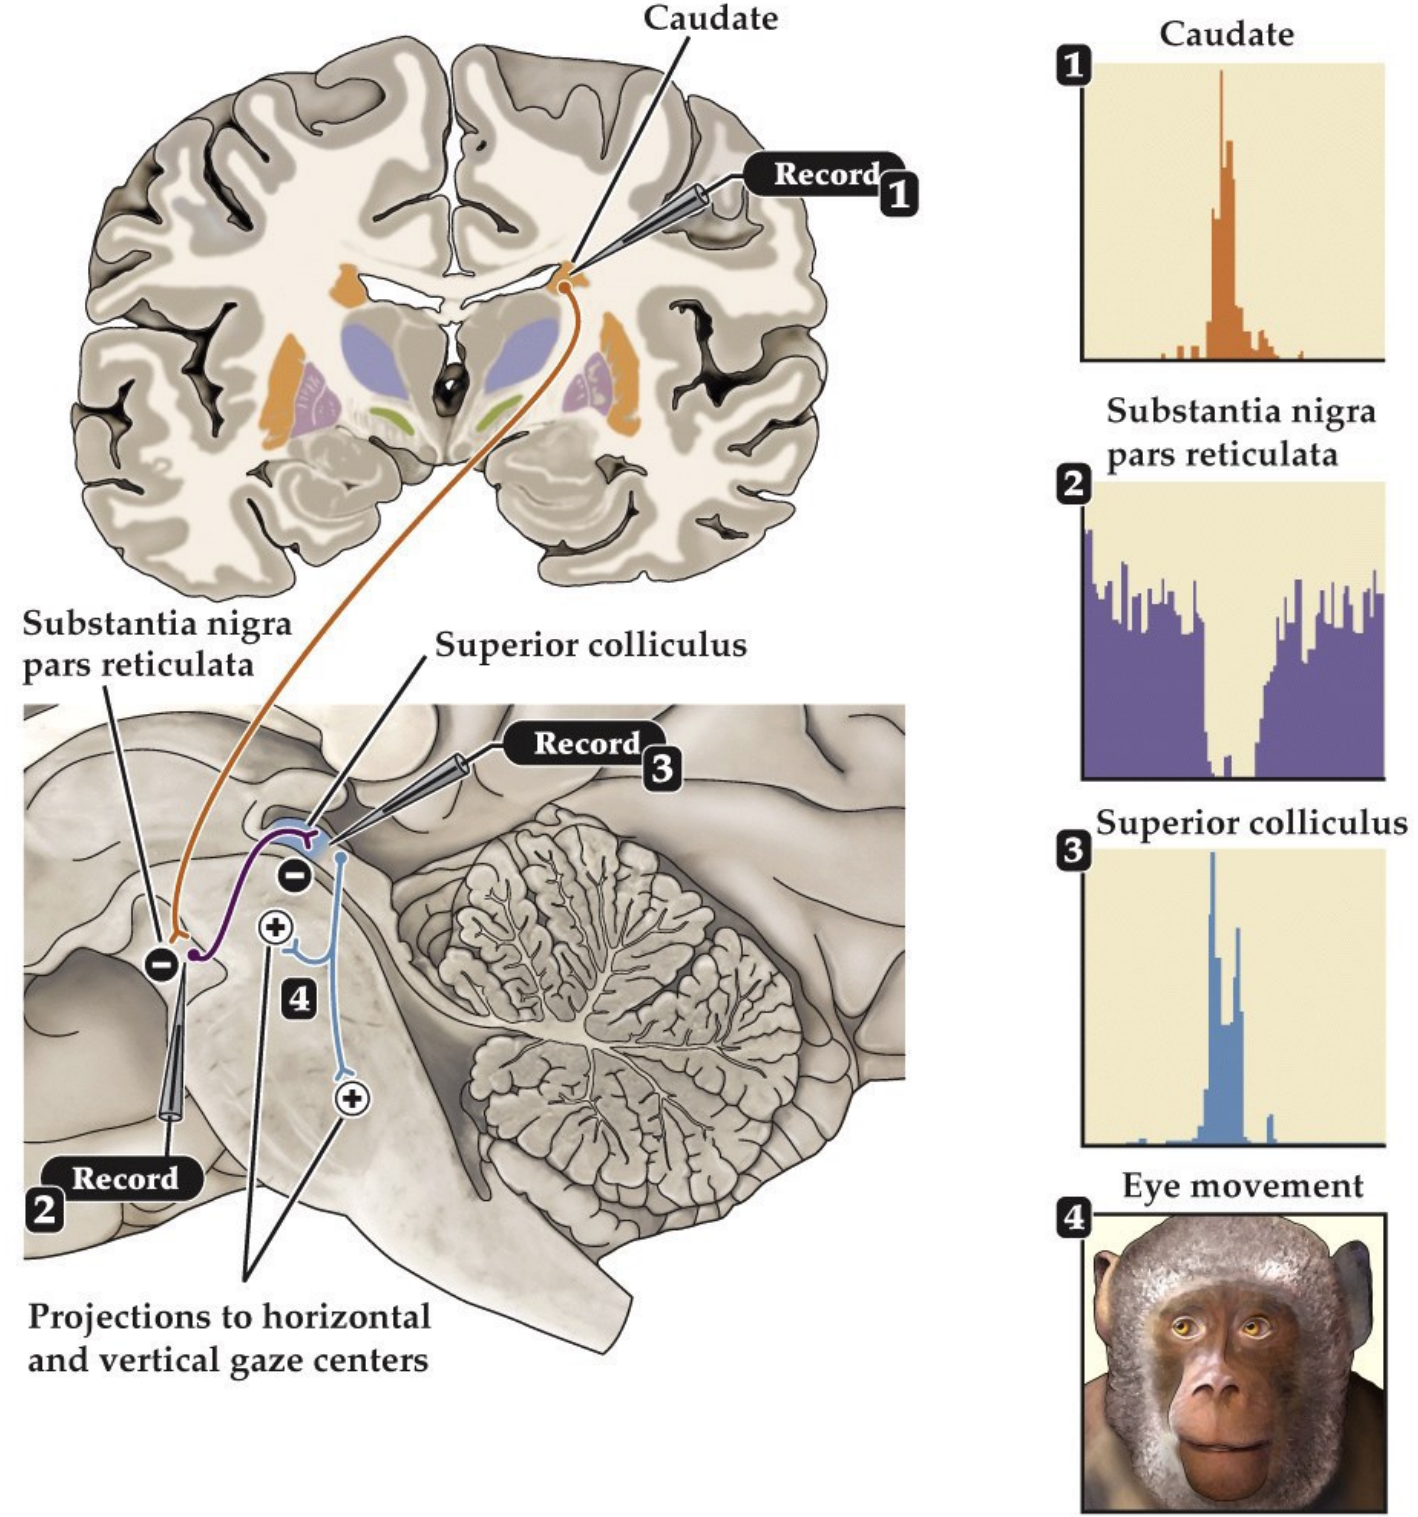 Caudate
Record
1
Substantia nigra
pars reticulata
Superior colliculus
Record
3
4
Record
2
Projections to horizontal
and vertical gaze centers
Caudate
1
Substantia nigra
pars reticulata
2
Superior colliculus
3
Eye movement
4